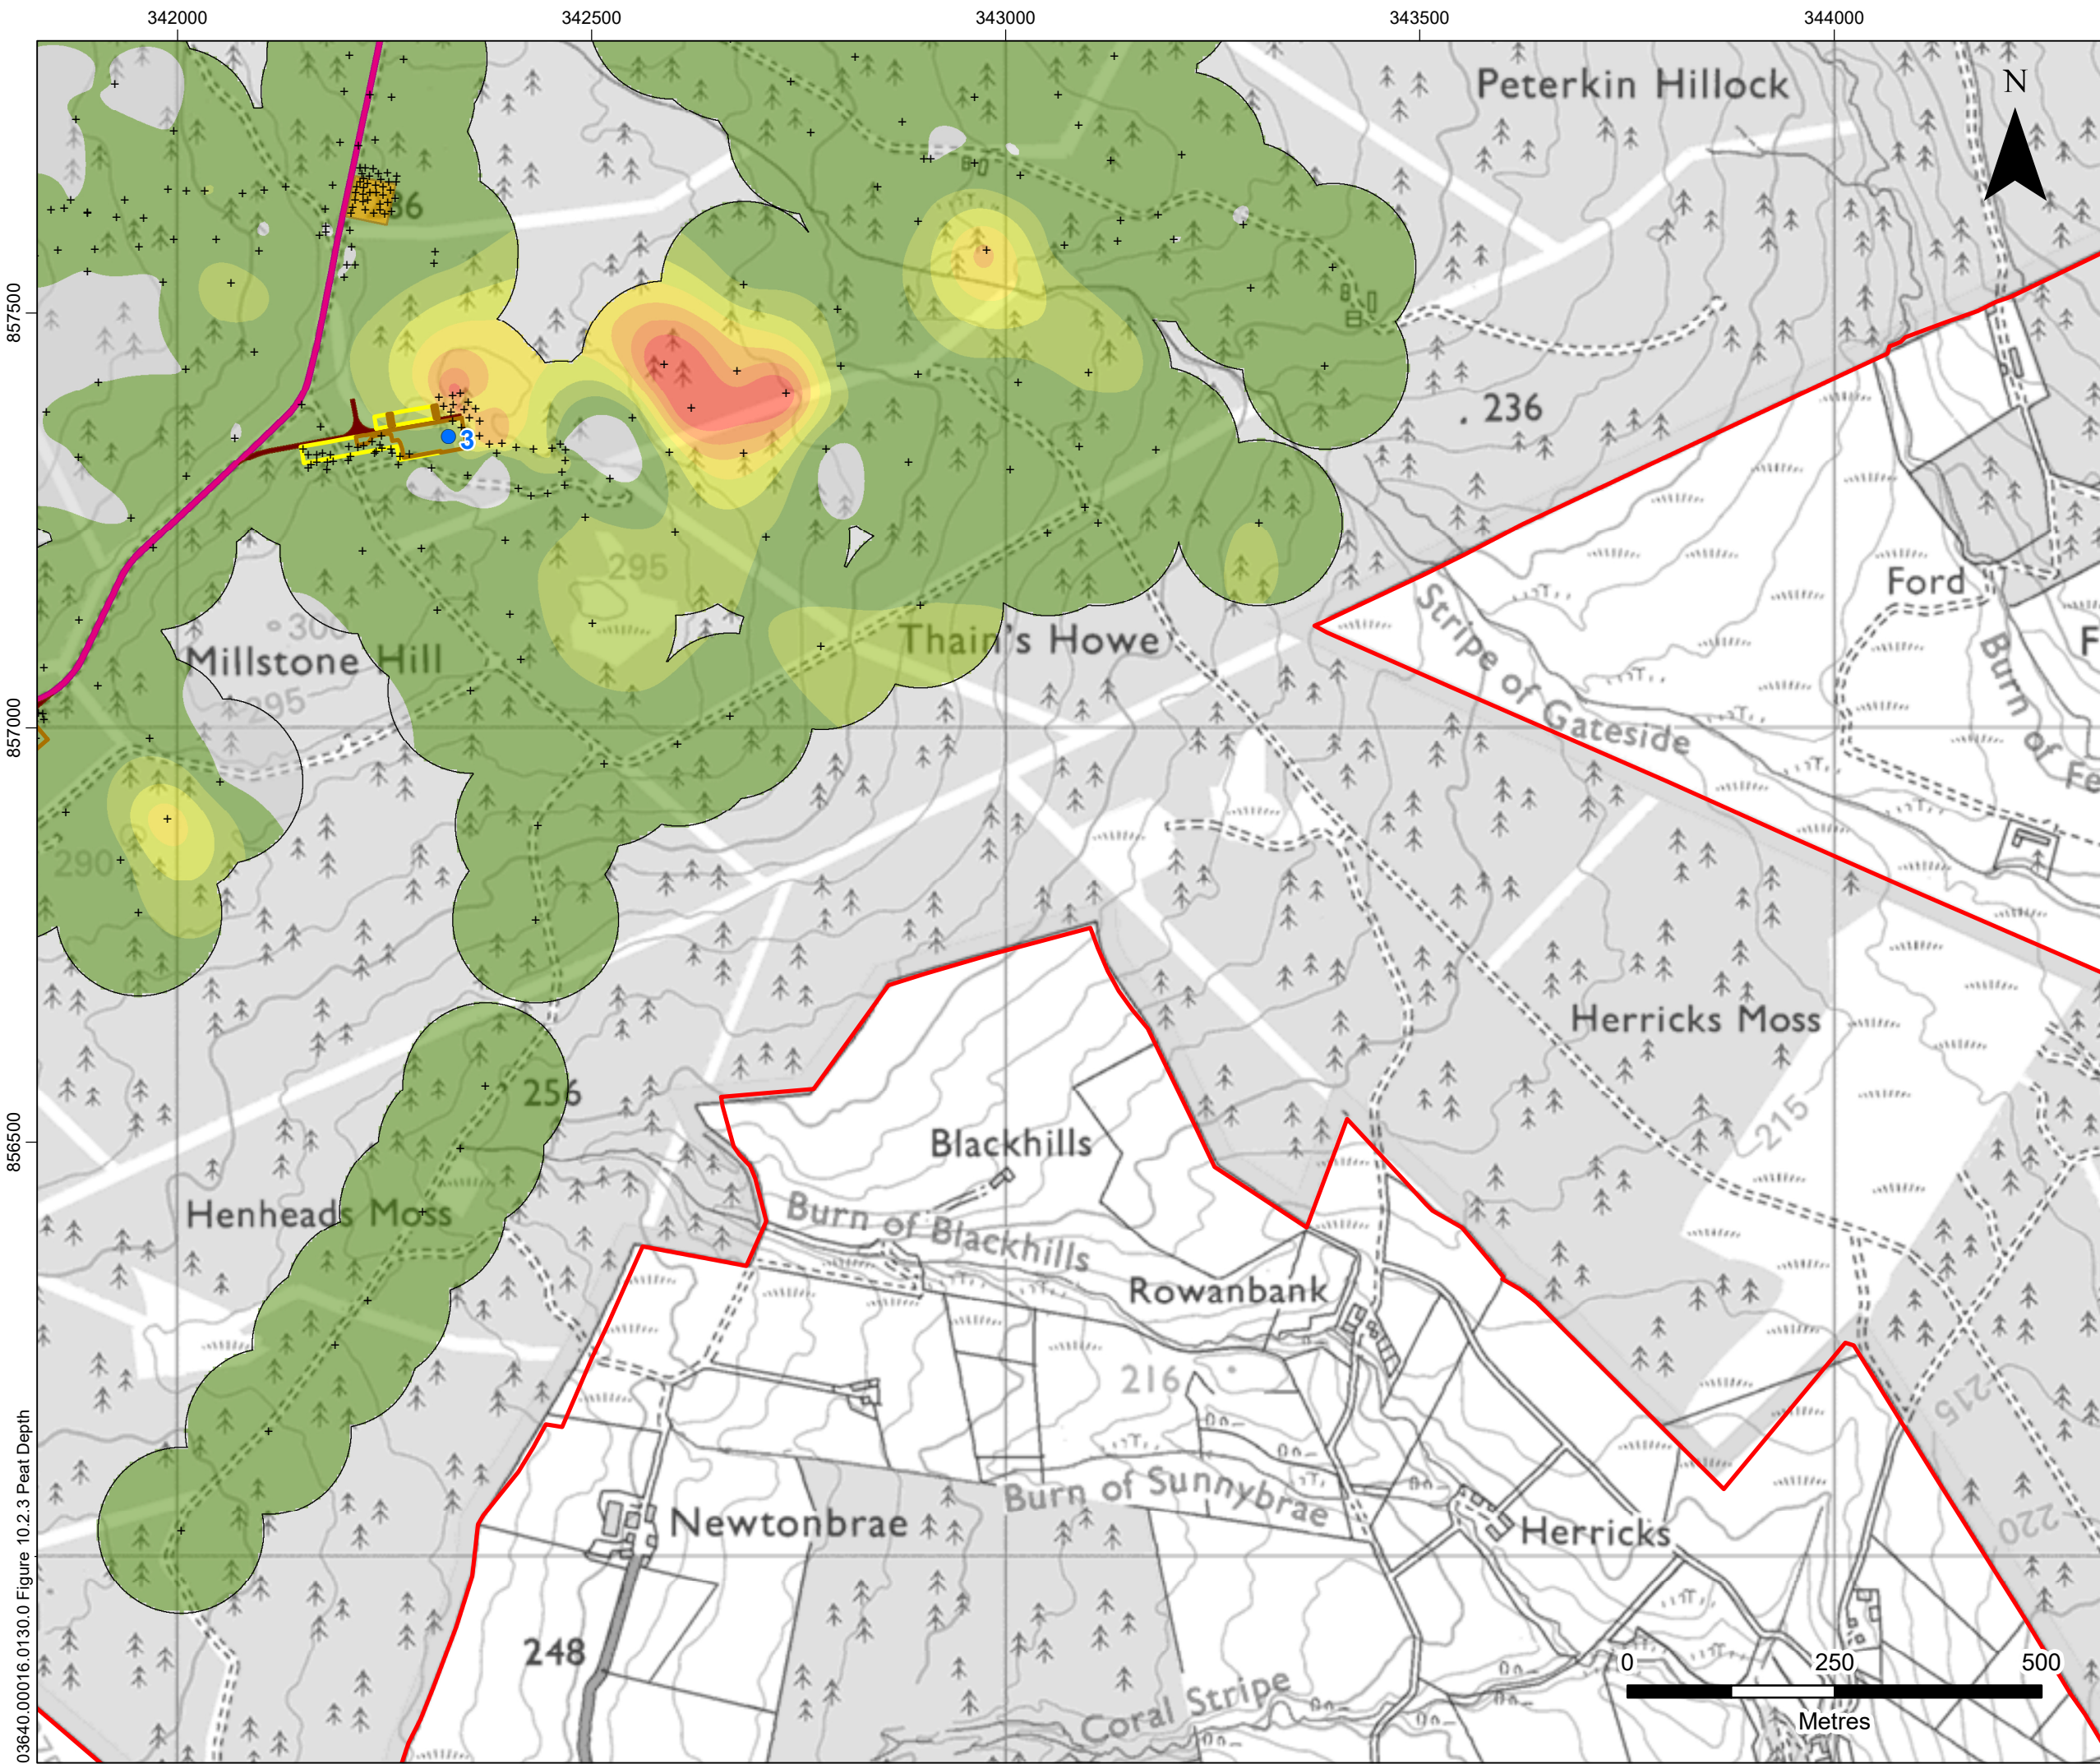 342000
342500
343000
343500
344000
Peterkin Hillock
N
86
857500
236
3
295
Ford
300
Thain's Howe
Millstone Hill
295
Stripe of Gateside
Burn of Fe
F
857000
290
Herricks Moss
256
215
856500
Blackhills
Henheads Moss
Burn of Blackhills
Rowanbank
216
215
Burn of Sunnybrae
Newtonbrae
Herricks
220
248
Coral Stripe
0
250
500
Metres
03640.00016.0130.0 Figure 10.2.3 Peat Depth